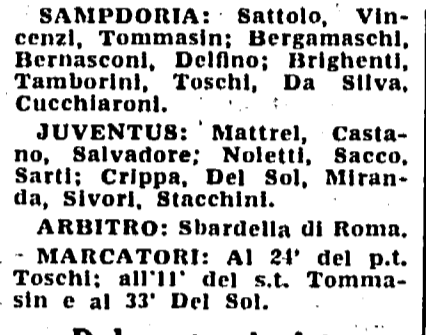 SAMPDORIA: Sattolo, Vin-
cenzi, Tommasin; Bergamaschi,
Bernasconi, Delfino; Brighenti,
Tamborini, Toschi, Da Silva,
Cucchiaroni.
JUVENTUS: Mattrel, Casta-
no, Salvadore; Noletti, Sacco,
Sarti; Crippa, Del Sol, Miran-
da, Sivori, Stacchini.
ARBITRO: Sbardella di Roma.
- MARCATORI: Al 24' del p.t.
Toschi; all'11' del s.t. Tomma-
sin e al 33' Del Sol.